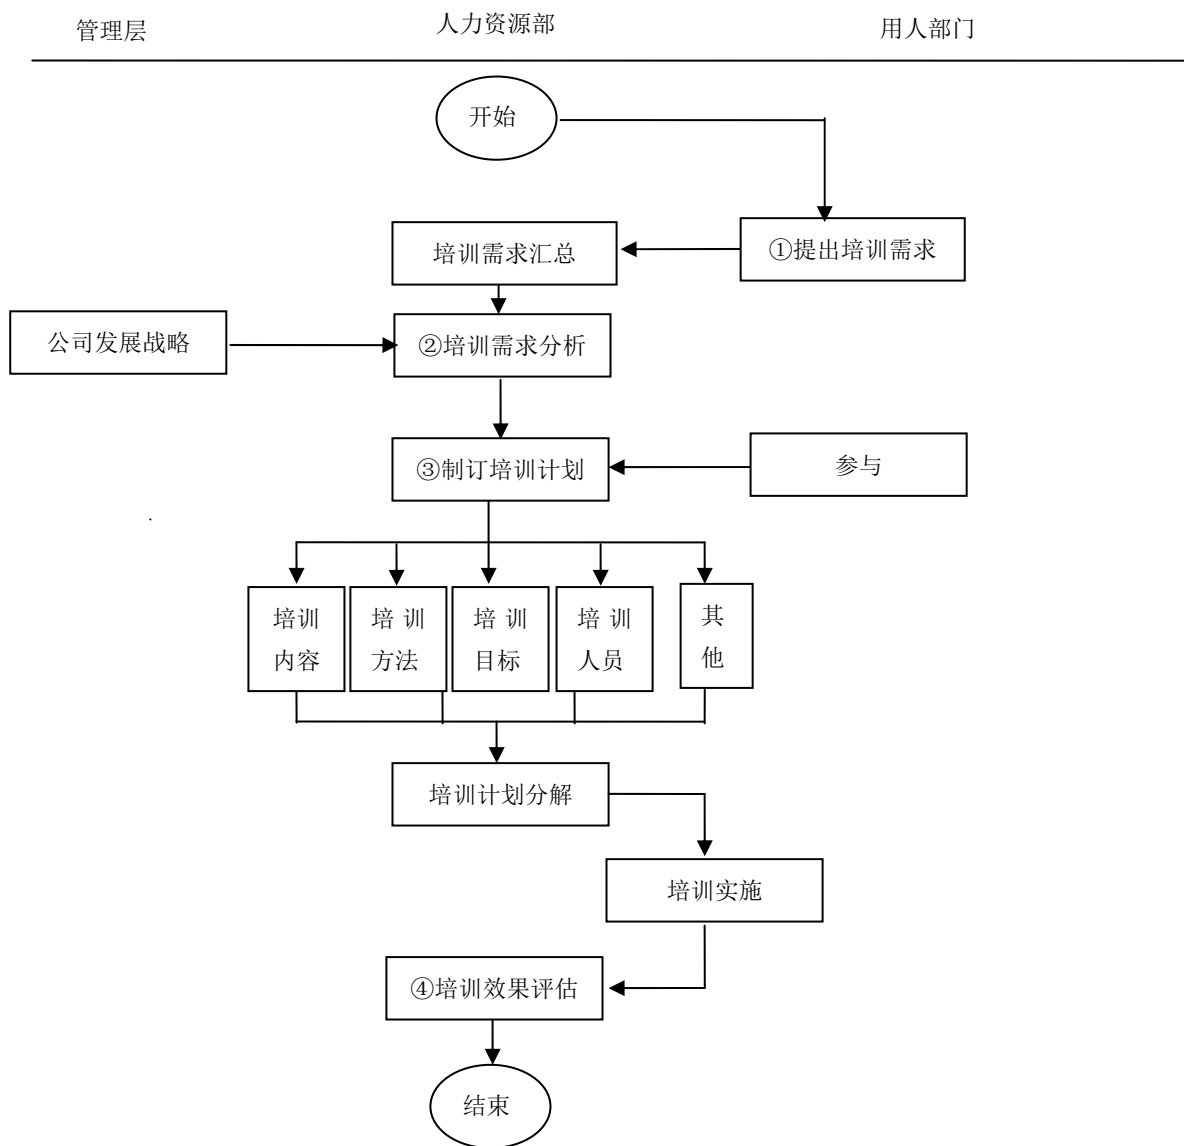 管理层
人力资源部
用人部门
开始
培训需求汇总
①提出培训需求
公司发展战略
②培训需求分析
③制订培训计划
参与
培训
内容
培 训
方法
培 训
目标
培 训
人员
其
他
培训计划分解
培训实施
④培训效果评估
结束